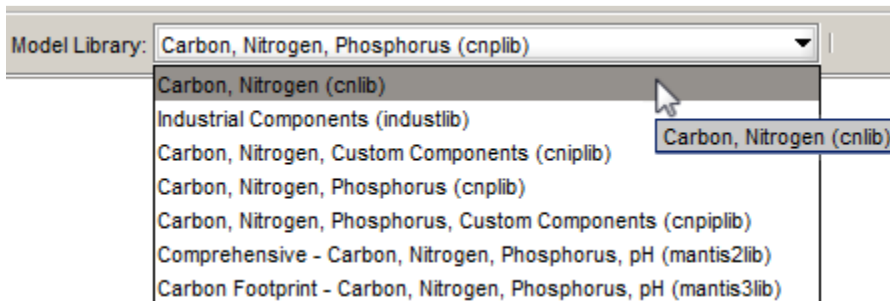 Model Library: Carbon, Nitrogen, Phosphorus (cnplib)
Carbon, Nitrogen (cnlib)
Industrial Components (industlib)
Carbon, Nitrogen (cnlib)
Carbon, Nitrogen, Custom Components (cniplib)
Carbon, Nitrogen, Phosphorus (cnplib)
Carbon, Nitrogen, Phosphorus, Custom Components (cnpiplib)
Comprehensive - Carbon, Nitrogen, Phosphorus, pH (mantis2lib)
Carbon Footprint - Carbon, Nitrogen, Phosphorus, pH (mantis3lib)